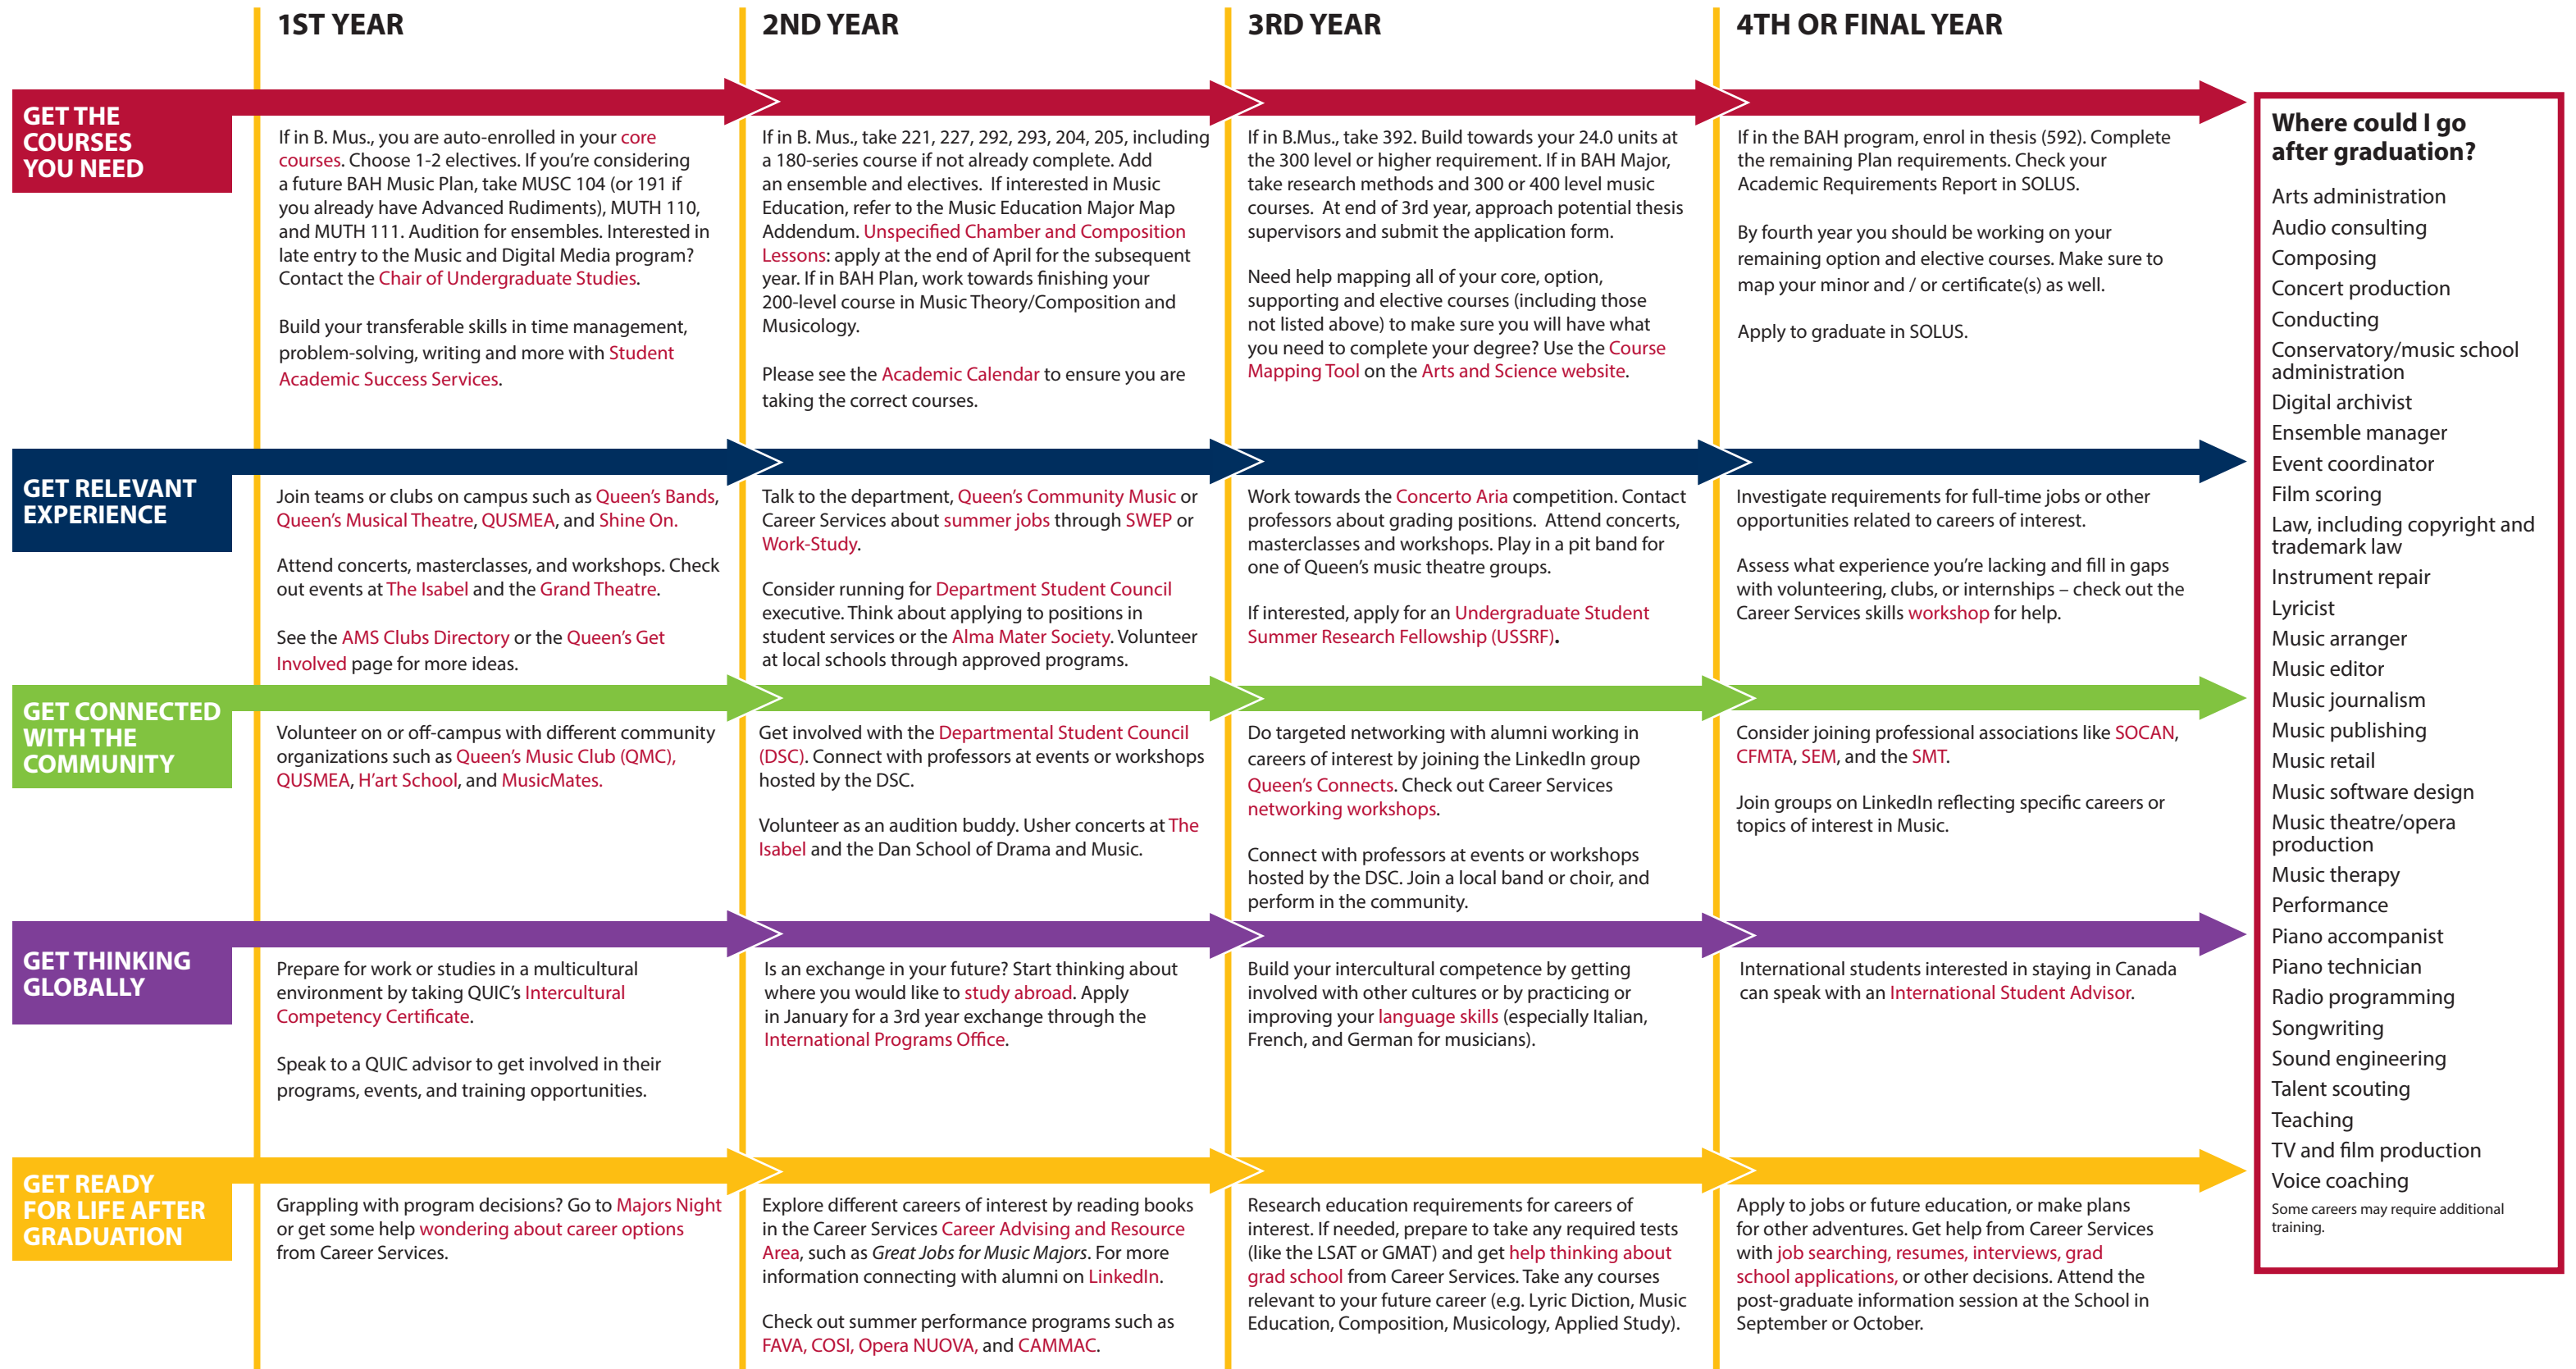 1ST YEAR
2ND YEAR
3RD YEAR
4TH OR FINAL YEAR
GET THE
COURSES
YOU NEED
If in B. Mus., you are auto-enrolled in your core
courses. Choose 1-2 electives. If you're considering
a future BAH Music Plan, take MUSC 104 (or 191 if
you already have Advanced Rudiments), MUTH 110,
and MUTH 111. Audition for ensembles. Interested in
late entry to the Music and Digital Media program?
Contact the Chair of Undergraduate Studies.
Build your transferable skills in time management,
problem-solving, writing and more with Student
Academic Success Services.
If in B. Mus., take 221, 227, 292, 293, 204, 205, including
a 180-series course if not already complete. Add
an ensemble and electives. If interested in Music
Education, refer to the Music Education Major Map
Addendum. Unspecified Chamber and Composition
Lessons: apply at the end of April for the subsequent
year. If in BAH Plan, work towards finishing your
200-level course in Music Theory/Composition and
Musicology.
Please see the Academic Calendar to ensure you are
taking the correct courses.
If in B.Mus., take 392. Build towards your 24.0 units at
the 300 level or higher requirement. If in BAH Major,
take research methods and 300 or 400 level music
courses. At end of 3rd year, approach potential thesis
supervisors and submit the application form.
Need help mapping all of your core, option,
supporting and elective courses (including those
not listed above) to make sure you will have what
you need to complete your degree? Use the Course
Mapping Tool on the Arts and Science website.
If in the BAH program, enrol in thesis (592). Complete
the remaining Plan requirements. Check your
Academic Requirements Report in SOLUS.
By fourth year you should be working on your
remaining option and elective courses. Make sure to
map your minor and / or certificate(s) as well.
Apply to graduate in SOLUS.
GET RELEVANT
EXPERIENCE
Join teams or clubs on campus such as Queen's Bands,
Queen's Musical Theatre, QUSMEA, and Shine On.
Attend concerts, masterclasses, and workshops. Check
out events at The Isabel and the Grand Theatre.
See the AMS Clubs Directory or the Queen's Get
Involved page for more ideas.
Talk to the department, Queen's Community Music or
Career Services about summer jobs through SWEP or
Work-Study.
Consider running for Department Student Council
executive. Think about applying to positions in
student services or the Alma Mater Society. Volunteer
at local schools through approved programs.
Work towards the Concerto Aria competition. Contact
professors about grading positions. Attend concerts,
masterclasses and workshops. Play in a pit band for
one of Queen's music theatre groups.
If interested, apply for an Undergraduate Student
Summer Research Fellowship (USSRF).
Investigate requirements for full-time jobs or other
opportunities related to careers of interest.
Assess what experience you're lacking and fill in gaps
with volunteering, clubs, or internships – check out the
Career Services skills workshop for help.
GET CONNECTED
WITH THE
COMMUNITY
Volunteer on or off-campus with different community
organizations such as Queen's Music Club (QMC),
QUSMEA, H'art School, and MusicMates.
Get involved with the Departmental Student Council
(DSC). Connect with professors at events or workshops
hosted by the DSC.
Volunteer as an audition buddy. Usher concerts at The
Isabel and the Dan School of Drama and Music.
Do targeted networking with alumni working in
careers of interest by joining the LinkedIn group
Queen's Connects. Check out Career Services
networking workshops.
Connect with professors at events or workshops
hosted by the DSC. Join a local band or choir, and
perform in the community.
Consider joining professional associations like SOCAN,
CFMTA, SEM, and the SMT.
Join groups on LinkedIn reflecting specific careers or
topics of interest in Music.
GET THINKING
GLOBALLY
Prepare for work or studies in a multicultural
environment by taking QUIC's Intercultural
Competency Certificate.
Speak to a QUIC advisor to get involved in their
programs, events, and training opportunities.
Is an exchange in your future? Start thinking about
where you would like to study abroad. Apply
in January for a 3rd year exchange through the
International Programs Office.
Build your intercultural competence by getting
involved with other cultures or by practicing or
improving your language skills (especially Italian,
French, and German for musicians).
International students interested in staying in Canada
can speak with an International Student Advisor.
GET READY
FOR LIFE AFTER
GRADUATION
Grappling with program decisions? Go to Majors Night
or get some help wondering about career options
from Career Services.
Explore different careers of interest by reading books
in the Career Services Career Advising and Resource
Area, such as Great Jobs for Music Majors. For more
information connecting with alumni on LinkedIn.
Check out summer performance programs such as
FAVA, COSI, Opera NUOVA, and CAMMAC.
Research education requirements for careers of
interest. If needed, prepare to take any required tests
(like the LSAT or GMAT) and get help thinking about
grad school from Career Services. Take any courses
relevant to your future career (e.g. Lyric Diction, Music
Education, Composition, Musicology, Applied Study).
Apply to jobs or future education, or make plans
for other adventures. Get help from Career Services
with job searching, resumes, interviews, grad
school applications, or other decisions. Attend the
post-graduate information session at the School in
September or October.
Where could I go
after graduation?
Arts administration
Audio consulting
Composing
Concert production
Conducting
Conservatory/music school
administration
Digital archivist
Ensemble manager
Event coordinator
Film scoring
Law, including copyright and
trademark law
Instrument repair
Lyricist
Music arranger
Music editor
Music journalism
Music publishing
Music retail
Music software design
Music theatre/opera
production
Music therapy
Performance
Piano accompanist
Piano technician
Radio programming
Songwriting
Sound engineering
Talent scouting
Teaching
TV and film production
Voice coaching
Some careers may require additional
training.